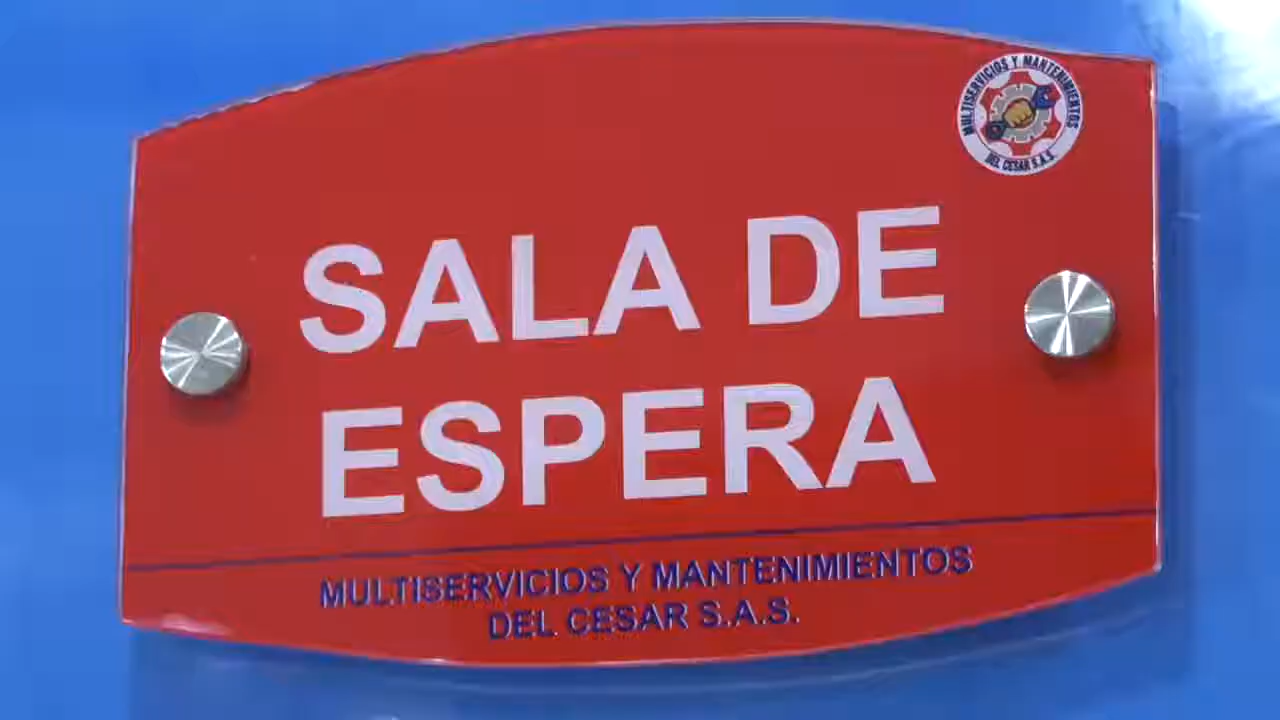 MULTISERVICIOS Y MANTENIMIENTOS
DEL CESAR S.A.S.
SALA DE
ESPERA
MULTISERVICIOS Y MANTENIMIENTOS
DEL CESAR S.A.S.